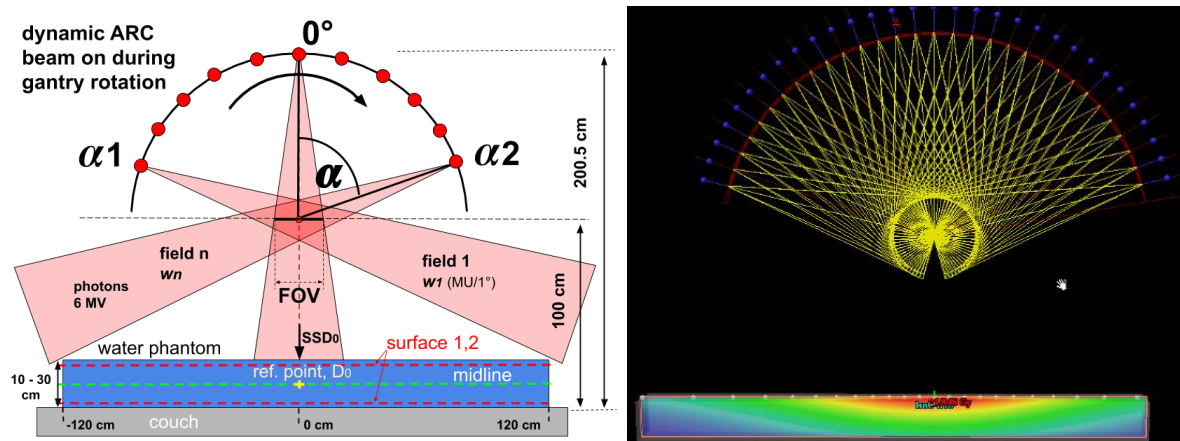 dynamic ARC
beam on during
gantry rotation
0°
α1
α2
α
200.5 cm
field n
wn
photons
6 MV
field 1
w1 (MU/1°)
FOV
100 cm
SSD0
surface 1,2
water phantom
ref. point, D0
midline
10 - 30
cm
couch
-120 cm
0 cm
120 cm